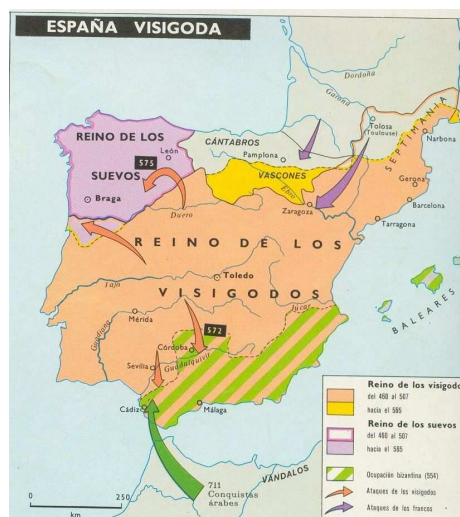 ESPAÑA VISIGODA
Dordoña
Garona
Tolosa
(Toulouse)
SEPTIMANIA
Narbona
REINO DE LOS
SUEVOS
León
575
Braga
CÁNTABROS
Pamplona
VASCONES
Ebro
Zaragoza
Gerona
Barcelona
Tarragona
Duero
REINO DE LOS
VISIGODOS
Toledo
Tajo
Júcar
BALEARES
Mérida
Guadiana
572
Córdoba
Guadalquivir
Sevilla
Cádiz
Málaga
711
Conquistas
árabes
VÁNDALOS
0 250
km
Reino de los visigodo
del 460 al 507
hacia el 565
Reino de los suevos
del 460 al 507
hacia el 565
Ocupación bizantina (554)
Ataques de los visigodos
Ataques de los francos